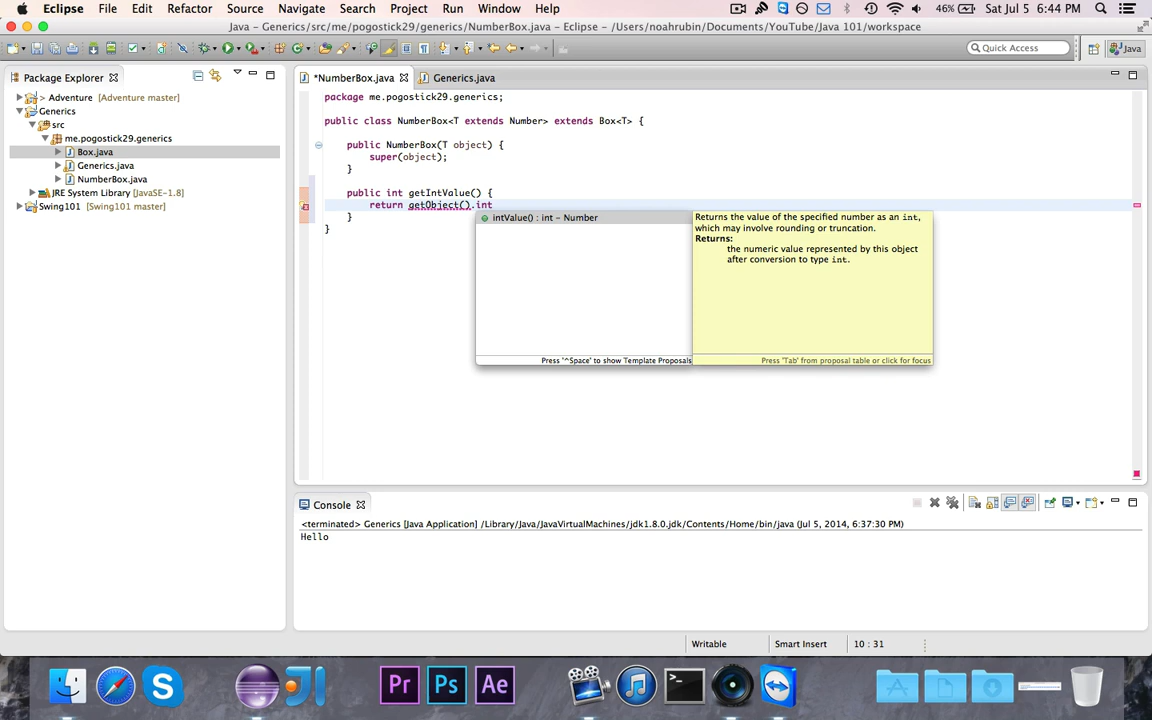 Eclipse File Edit Navigate Search Project Refactor Source Run Window Help 46% Sat Jul 5 6:44 PM
Java – Generics/src/me/pogostick29/generics/NumberBox.java – Eclipse – /Users/noahrubin/Documents/YouTube/Java 101/workspace
Quick Access Java
Package Explorer
> Adventure [Adventure master]
Generics
src
me.pogostick29.generics
Box.java
Generics.java
NumberBox.java
JRE System Library [JavaSE-1.8]
Swing101 [Swing101 master]
*NumberBox.java Generics.java
package me.pogostick29.generics;
public class NumberBox<T extends Number> extends Box<T> {
public NumberBox(T object) {
super(object);
}
public int getIntValue() {
return getObject().int
}
}
intValue() : int – Number
Press '^Space' to show Template Proposals
Returns the value of the specified number as an int,
which may involve rounding or truncation.
Returns:
the numeric value represented by this object
after conversion to type int.
Press 'Tab' from proposal table or click for focus
Console
<terminated> Generics [Java Application] /Library/Java/JavaVirtualMachines/jdk1.8.0.jdk/Contents/Home/bin/java (Jul 5, 2014, 6:37:30 PM)
Hello
Writable Smart Insert 10 : 31
Pr Ps Ae